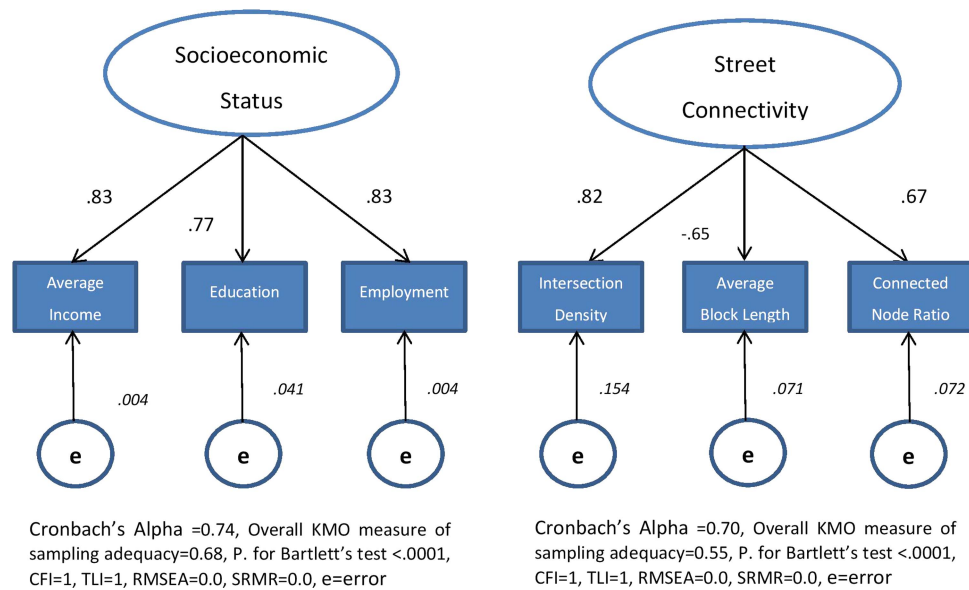 Socioeconomic
Status
.83
.77
.83
Average
Income
Education
Employment
.004
.041
.004
e
e
e
Cronbach's Alpha =0.74, Overall KMO measure of
sampling adequacy=0.68, P. for Bartlett's test <.0001,
CFI=1, TLI=1, RMSEA=0.0, SRMR=0.0, e=error
Street
Connectivity
.82
-.65
.67
Intersection
Density
Average
Block Length
Connected
Node Ratio
.154
.071
.072
e
e
e
Cronbach's Alpha =0.70, Overall KMO measure of
sampling adequacy=0.55, P. for Bartlett's test <.0001,
CFI=1, TLI=1, RMSEA=0.0, SRMR=0.0, e=error